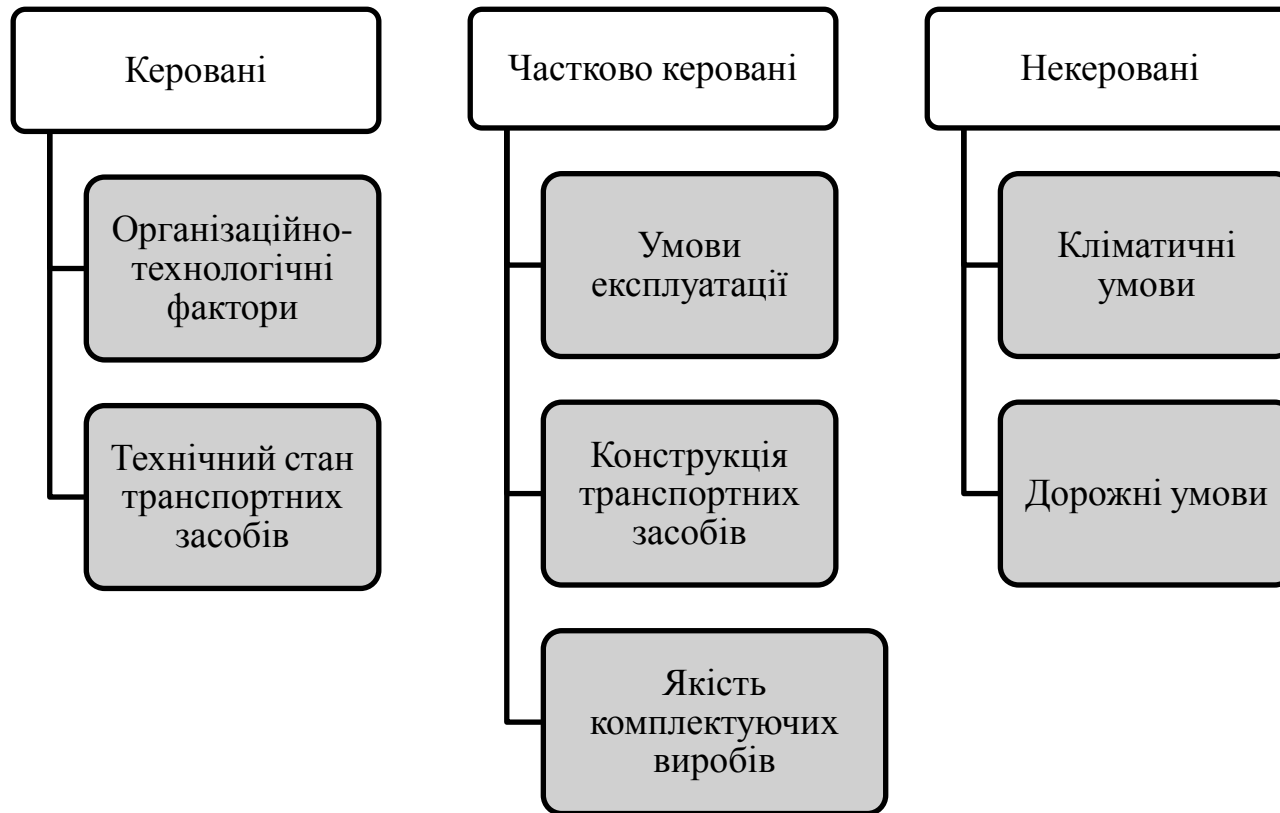 Керовані
Організаційно-
технологічні
фактори
Технічний стан
транспортних
засобів
Частково керовані
Умови
експлуатації
Конструкція
транспортних
засобів
Якість
комплектуючих
виробів
Некеровані
Кліматичні
умови
Дорожні умови